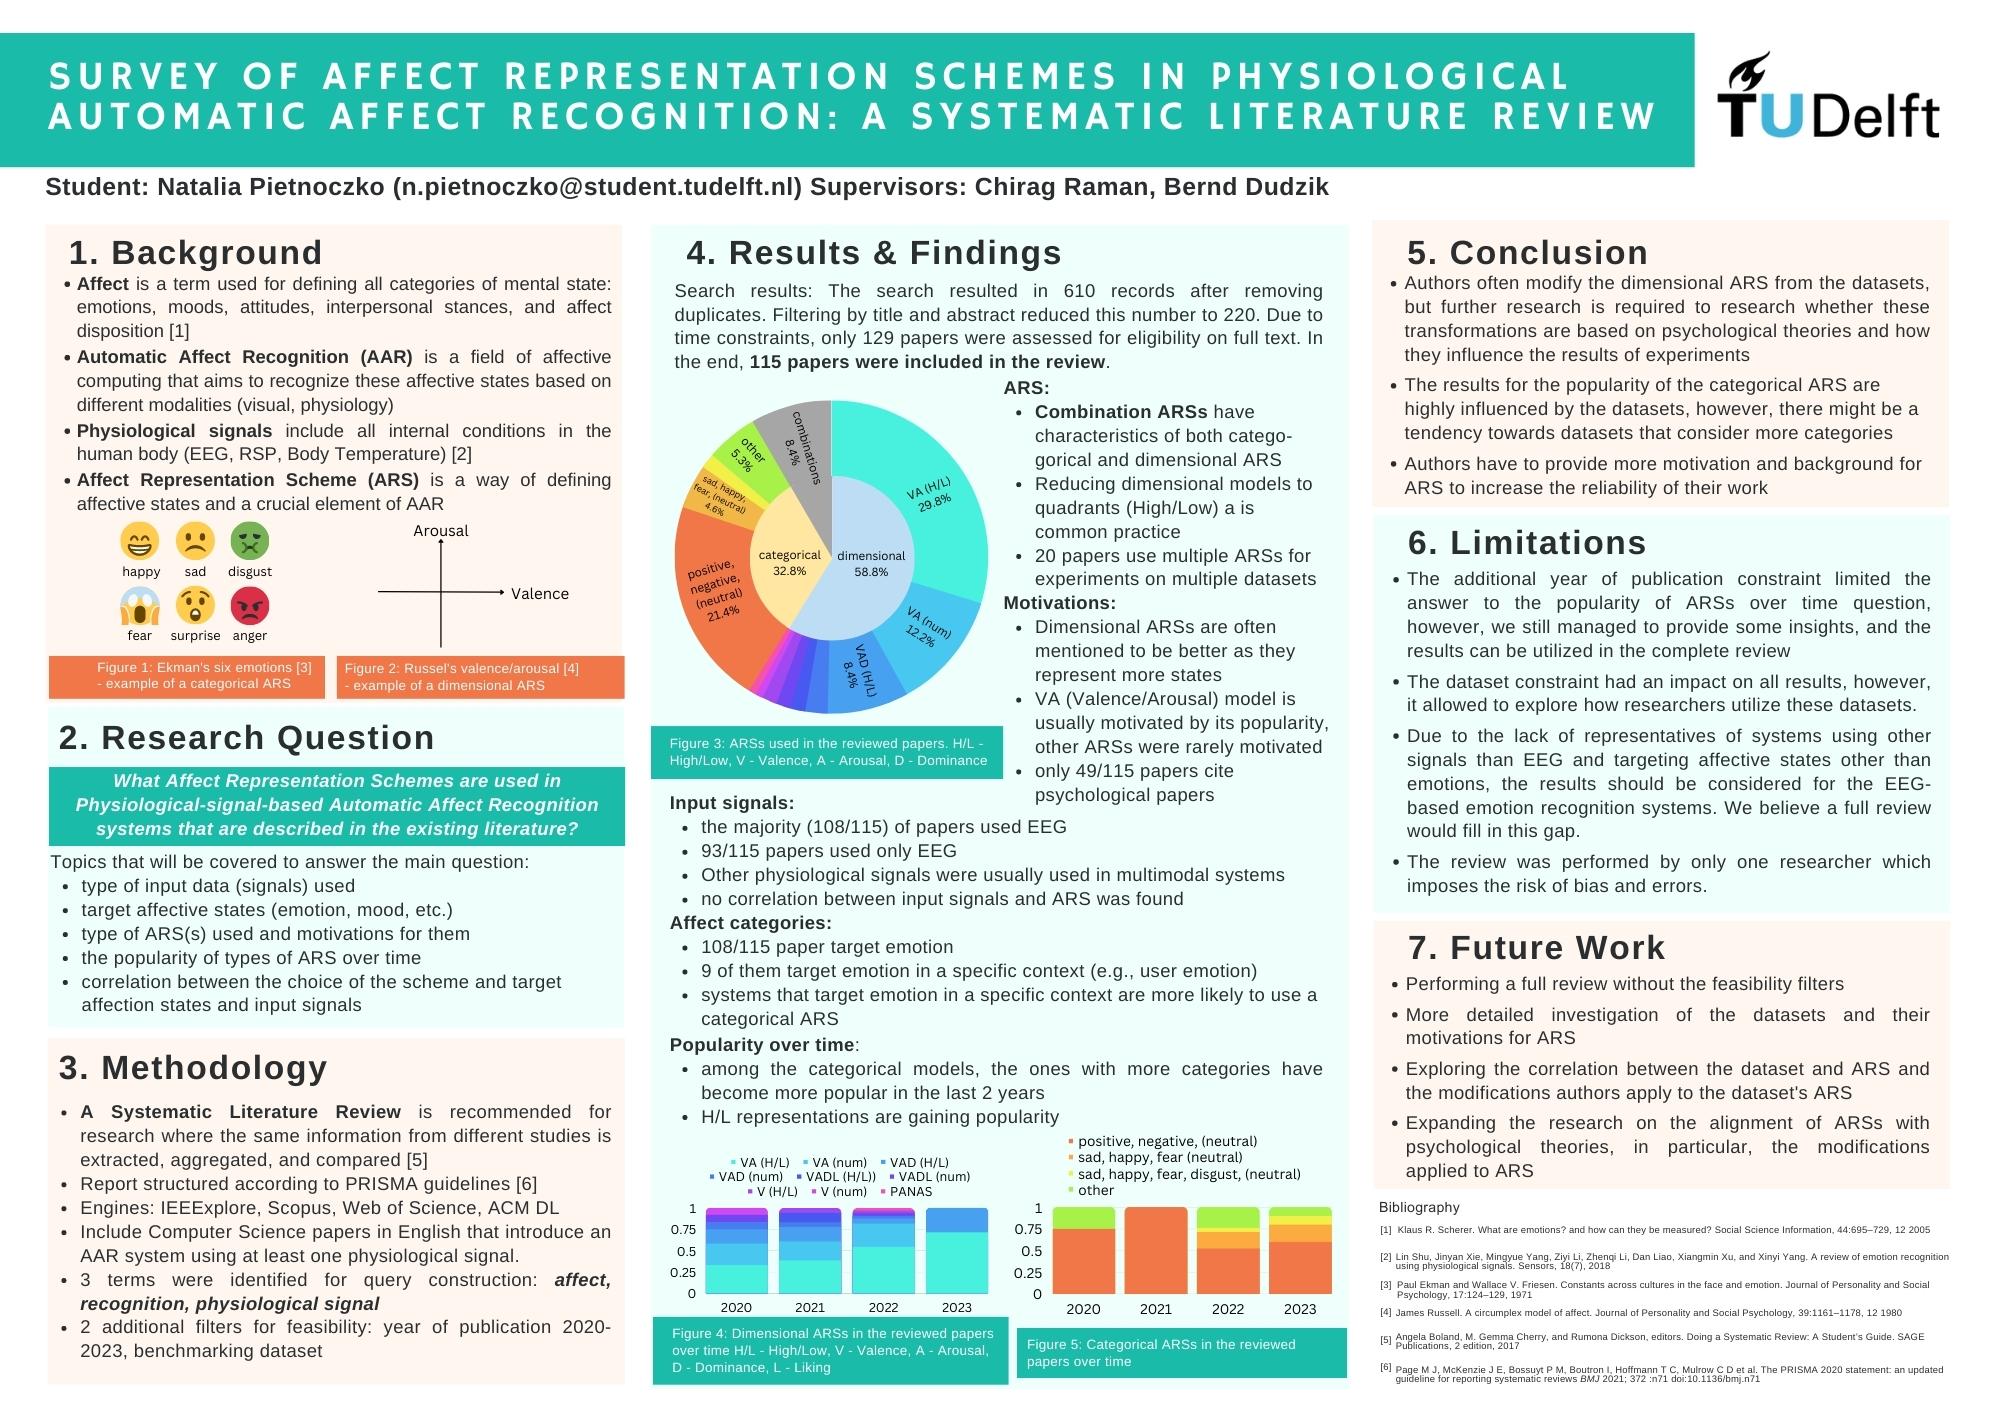 SURVEY OF AFFECT REPRESENTATION SCHEMES IN PHYSIOLOGICAL
AUTOMATIC AFFECT RECOGNITION: A SYSTEMATIC LITERATURE REVIEW
TUDelft
Student: Natalia Pietnoczko (n.pietnoczko@student.tudelft.nl) Supervisors: Chirag Raman, Bernd Dudzik
1. Background
• Affect is a term used for defining all categories of mental state:
emotions, moods, attitudes, interpersonal stances, and affect
disposition [1]
• Automatic Affect Recognition (AAR) is a field of affective
computing that aims to recognize these affective states based on
different modalities (visual, physiology)
• Physiological signals include all internal conditions in the
human body (EEG, RSP, Body Temperature) [2]
• Affect Representation Scheme (ARS) is a way of defining
affective states and a crucial element of AAR
happy sad disgust
fear surprise anger
Arousal
Valence
Figure 1: Ekman's six emotions [3]
- example of a categorical ARS
Figure 2: Russel's valence/arousal [4]
- example of a dimensional ARS
2. Research Question
What Affect Representation Schemes are used in
Physiological-signal-based Automatic Affect Recognition
systems that are described in the existing literature?
Topics that will be covered to answer the main question:
• type of input data (signals) used
• target affective states (emotion, mood, etc.)
• type of ARS(s) used and motivations for them
• the popularity of types of ARS over time
• correlation between the choice of the scheme and target
affection states and input signals
3. Methodology
• A Systematic Literature Review is recommended for
research where the same information from different studies is
extracted, aggregated, and compared [5]
• Report structured according to PRISMA guidelines [6]
• Engines: IEEExplore, Scopus, Web of Science, ACM DL
• Include Computer Science papers in English that introduce an
AAR system using at least one physiological signal.
• 3 terms were identified for query construction: affect,
recognition, physiological signal
• 2 additional filters for feasibility: year of publication 2020-
2023, benchmarking dataset
4. Results & Findings
Search results: The search resulted in 610 records after removing
duplicates. Filtering by title and abstract reduced this number to 220. Due to
time constraints, only 129 papers were assessed for eligibility on full text. In
the end, 115 papers were included in the review.
combinations
8.4%
other
5.3%
sad, happy,
fear, (neutral)
4.6%
positive,
negative,
(neutral)
21.4%
categorical
32.8%
dimensional
58.8%
VA (H/L)
29.8%
VA (num)
12.2%
VAD (H/L)
8.4%
Figure 3: ARSs used in the reviewed papers. H/L -
High/Low, V - Valence, A - Arousal, D - Dominance
ARS:
• Combination ARSs have
characteristics of both catego-
gorical and dimensional ARS
• Reducing dimensional models to
quadrants (High/Low) a is
common practice
• 20 papers use multiple ARSs for
experiments on multiple datasets
Motivations:
• Dimensional ARSs are often
mentioned to be better as they
represent more states
• VA (Valence/Arousal) model is
usually motivated by its popularity,
other ARSs were rarely motivated
• only 49/115 papers cite
psychological papers
Input signals:
• the majority (108/115) of papers used EEG
• 93/115 papers used only EEG
• Other physiological signals were usually used in multimodal systems
• no correlation between input signals and ARS was found
Affect categories:
• 108/115 paper target emotion
• 9 of them target emotion in a specific context (e.g., user emotion)
• systems that target emotion in a specific context are more likely to use a
categorical ARS
Popularity over time:
• among the categorical models, the ones with more categories have
become more popular in the last 2 years
• H/L representations are gaining popularity
VA (H/L) VA (num) VAD (H/L)
VAD (num) VADL (H/L)) VADL (num)
V (H/L) V (num) PANAS
1
0.75
0.5
0.25
0
2020 2021 2022 2023
Figure 4: Dimensional ARSs in the reviewed papers
over time H/L - High/Low, V - Valence, A - Arousal,
D - Dominance, L - Liking
positive, negative, (neutral)
sad, happy, fear (neutral)
sad, happy, fear, disgust, (neutral)
other
1
0.75
0.5
0.25
0
2020 2021 2022 2023
Figure 5: Categorical ARSs in the reviewed
papers over time
5. Conclusion
• Authors often modify the dimensional ARS from the datasets,
but further research is required to research whether these
transformations are based on psychological theories and how
they influence the results of experiments
• The results for the popularity of the categorical ARS are
highly influenced by the datasets, however, there might be a
tendency towards datasets that consider more categories
• Authors have to provide more motivation and background for
ARS to increase the reliability of their work
6. Limitations
• The additional year of publication constraint limited the
answer to the popularity of ARSs over time question,
however, we still managed to provide some insights, and the
results can be utilized in the complete review
• The dataset constraint had an impact on all results, however,
it allowed to explore how researchers utilize these datasets.
• Due to the lack of representatives of systems using other
signals than EEG and targeting affective states other than
emotions, the results should be considered for the EEG-
based emotion recognition systems. We believe a full review
would fill in this gap.
• The review was performed by only one researcher which
imposes the risk of bias and errors.
7. Future Work
• Performing a full review without the feasibility filters
• More detailed investigation of the datasets and their
motivations for ARS
• Exploring the correlation between the dataset and ARS and
the modifications authors apply to the dataset's ARS
• Expanding the research on the alignment of ARSs with
psychological theories, in particular, the modifications
applied to ARS
Bibliography
[1] Klaus R. Scherer. What are emotions? and how can they be measured? Social Science Information, 44:695–729, 12 2005
[2] Lin Shu, Jinyan Xie, Mingyue Yang, Ziyi Li, Zhenqi Li, Dan Liao, Xiangmin Xu, and Xinyi Yang. A review of emotion recognition
using physiological signals. Sensors, 18(7), 2018
[3] Paul Ekman and Wallace V. Friesen. Constants across cultures in the face and emotion. Journal of Personality and Social
Psychology, 17:124–129, 1971
[4] James Russell. A circumplex model of affect. Journal of Personality and Social Psychology, 39:1161–1178, 12 1980
[5] Angela Boland, M. Gemma Cherry, and Rumona Dickson, editors. Doing a Systematic Review: A Student's Guide. SAGE
Publications, 2 edition, 2017
[6] Page M J, McKenzie J E, Bossuyt P M, Boutron I, Hoffmann T C, Mulrow C D et al. The PRISMA 2020 statement: an updated
guideline for reporting systematic reviews BMJ 2021; 372 :n71 doi:10.1136/bmj.n71